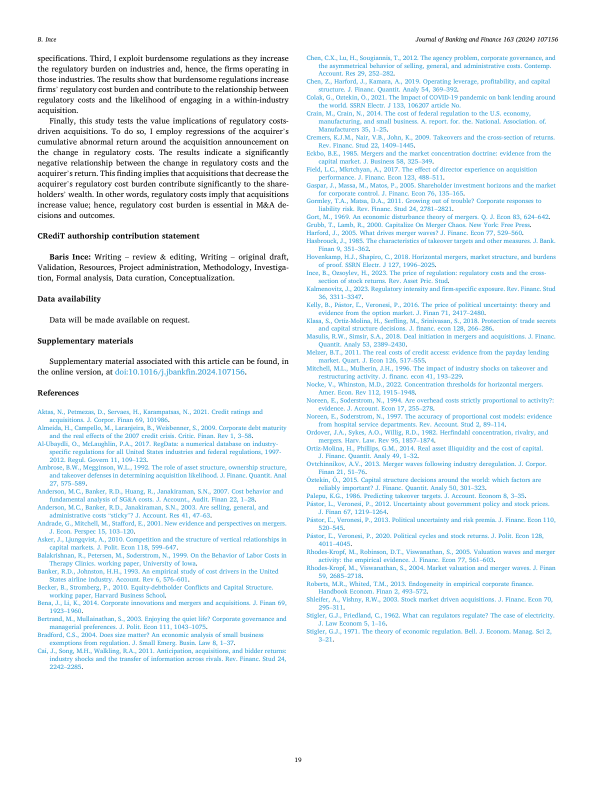 B. Ince
Journal of Banking and Finance 163 (2024) 107156
specifications. Third, I exploit burdensome regulations as they increase
the regulatory burden on industries and, hence, the firms operating in
those industries. The results show that burdensome regulations increase
firms' regulatory cost burden and contribute to the relationship between
regulatory costs and the likelihood of engaging in a within-industry
acquisition.
Finally, this study tests the value implications of regulatory costs-
driven acquisitions. To do so, I employ regressions of the acquirer's
cumulative abnormal return around the acquisition announcement on
the change in regulatory costs. The results indicate a significantly
negative relationship between the change in regulatory costs and the
acquirer's return. This finding implies that acquisitions that decrease the
acquirer's regulatory cost burden contribute significantly to the share-
holders' wealth. In other words, regulatory costs imply that acquisitions-
increase value; hence, regulatory cost burden is essential in M&A de-
cisions and outcomes.
CRediT authorship contribution statement
Baris Ince: Writing – review & editing, Writing – original draft,
Validation, Resources, Project administration, Methodology, Investiga-
tion, Formal analysis, Data curation, Conceptualization.
Data availability
Data will be made available on request.
Supplementary materials
Supplementary material associated with this article can be found, in
the online version, at doi:10.1016/j.jbankfin.2024.107156.
References
Aktas, N., Petmezas, D., Servaes, H., Karampatsas, N., 2021. Credit ratings and
acquisitions. J. Corpor. Finan 69, 101986.
Almeida, H., Campello, M., Laranjeira, B., Weisbenner, S., 2009. Corporate debt maturity
and the real effects of the 2007 credit crisis. Critic. Finan. Rev 1, 3–58.
Al-Ubaydli, O., McLaughlin, P.A., 2017. RegData: a numerical database on industry-
specific regulations for all United States industries and federal regulations, 1997-
2012. Regul. Govern 11, 109–123.
Ambrose, B.W., Megginson, W.L., 1992. The role of asset structure, ownership structure,
and takeover defenses in determining acquisition likelihood. J. Financ. Quant. Anal
27, 575–589.
Anderson, M.C., Banker, R.D., Huang, R., Janakiraman, S.N., 2007. Cost behavior and
fundamental analysis of SG&A costs. J. Account., Audit. Finan 22, 1–28.
Anderson, M.C., Banker, R.D., Janakiraman, S.N., 2003. Are selling, general, and
administrative costs "sticky"? J. Account. Res 41, 47–63.
Andrade, G., Mitchell, M., Stafford, E., 2001. New evidence and perspectives on mergers.
J. Econ. Perspec 15, 103–120.
Asker, J., Ljungqvist, A., 2010. Competition and the structure of vertical relationships in
capital markets. J. Polit. Econ 118, 599–647.
Balakrishnan, R., Petersen, M., Soderstrom, N., 1999. On the Behavior of Labor Costs in
Therapy Clinics. working paper, University of Iowa.
Banker, R.D., Johnston, H.H., 1993. An empirical study of cost drivers in the United
States airline industry. Account. Rev 6, 576–601.
Becker, B., Stromberg, P., 2010. Equity-debtholder Conflicts and Capital Structure.
working paper, Harvard Business School.
Bena, J., Li, K., 2014. Corporate innovations and mergers and acquisitions. J. Finan 69,
1923–1960.
Bertrand, M., Mullainathan, S., 2003. Enjoying the quiet life? Corporate governance and
managerial preferences. J. Polit. Econ 111, 1043–1075.
Bradford, C.S., 2004. Does size matter? An economic analysis of small business
exemptions from regulation. J. Small Emerg. Busin. Law 8, 1–37.
Cai, J., Song, M.H., Walkling, R.A., 2011. Anticipation, acquisitions, and bidder returns:
industry shocks and the transfer of information across rivals. Rev. Financ. Stud 24,
2242–2285.
Chen, C.X., Lu, H., Sougiannis, T., 2012. The agency problem, corporate governance, and
the asymmetrical behavior of selling, general, and administrative costs. Contemp.
Account. Res 29, 252–282.
Chen, Z., Harford, J., Kamara, A., 2019. Operating leverage, profitability, and capital
structure. J. Financ. Quantit. Analy 54, 369–392.
Colak, G., Öztekin, Ö., 2021. The Impact of COVID-19 pandemic on bank lending around
the world. SSRN Electr. J 133, 106207 article No.
Crain, M., Crain, N., 2014. The cost of federal regulation to the U.S. economy,
manufacturing, and small business. A. report. for. the. National. Association. of.
Manufacturers 35, 1–25.
Cremers, K.J.M., Nair, V.B., John, K., 2009. Takeovers and the cross-section of returns.
Rev. Financ. Stud 22, 1409–1445.
Eckbo, B.E., 1985. Mergers and the market concentration doctrine: evidence from the
capital market. J. Business 58, 325–349.
Field, L.C., Mkrtchyan, A., 2017. The effect of director experience on acquisition
performance. J. Financ. Econ 123, 488–511.
Gaspar, J., Massa, M., Matos, P., 2005. Shareholder investment horizons and the market
for corporate control. J. Financ. Econ 76, 135–165.
Gormley, T.A., Matsa, D.A., 2011. Growing out of trouble? Corporate responses to
liability risk. Rev. Financ. Stud 24, 2781–2821.
Gort, M., 1969. An economic disturbance theory of mergers. Q. J. Econ 83, 624–642.
Grubb, T., Lamb, R., 2000. Capitalize On Merger Chaos. New York: Free Press.
Harford, J., 2005. What drives merger waves? J. Financ. Econ 77, 529–560.
Hasbrouck, J., 1985. The characteristics of takeover targets and other measures. J. Bank.
Finan 9, 351–362.
Hovenkamp, H.J., Shapiro, C., 2018. Horizontal mergers, market structure, and burdens
of proof. SSRN Electr. J 127, 1996–2025.
Ince, B., Ozsoylev, H., 2023. The price of regulation: regulatory costs and the cross-
section of stock returns. Rev. Asset Pric. Stud.
Kalmenovitz, J., 2023. Regulatory intensity and firm-specific exposure. Rev. Financ. Stud
36, 3311–3347.
Kelly, B., Pástor, L., Veronesi, P., 2016. The price of political uncertainty: theory and
evidence from the option market. J. Finan 71, 2417–2480.
Klasa, S., Ortiz-Molina, H., Serfling, M., Srinivasan, S., 2018. Protection of trade secrets
and capital structure decisions. J. financ. econ 128, 266–286.
Masulis, R.W., Simsir, S.A., 2018. Deal initiation in mergers and acquisitions. J. Financ.
Quantit. Analy 53, 2389–2430.
Melzer, B.T., 2011. The real costs of credit access: evidence from the payday lending
market. Quart. J. Econ 126, 517–555.
Mitchell, M.L., Mulherin, J.H., 1996. The impact of industry shocks on takeover and
restructuring activity. J. financ. econ 41, 193–229.
Nocke, V., Whinston, M.D., 2022. Concentration thresholds for horizontal mergers.
Amer. Econ. Rev 112, 1915–1948.
Noreen, E., Soderstrom, N., 1994. Are overhead costs strictly proportional to activity?:
evidence. J. Account. Econ 17, 255–278.
Noreen, E., Soderstrom, N., 1997. The accuracy of proportional cost models: evidence
from hospital service departments. Rev. Account. Stud 2, 89–114.
Ordover, J.A., Sykes, A.O., Willig, R.D., 1982. Herfindahl concentration, rivalry, and
mergers. Harv. Law. Rev 95, 1857–1874.
Ortiz-Molina, H., Phillips, G.M., 2014. Real asset illiquidity and the cost of capital.
J. Financ. Quantit. Analy 49, 1–32.
Ovtchinnikov, A.V., 2013. Merger waves following industry deregulation. J. Corpor.
Finan 21, 51–76.
Öztekin, Ö., 2015. Capital structure decisions around the world: which factors are
reliably important? J. Financ. Quantit. Analy 50, 301–323.
Palepu, K.G., 1986. Predicting takeover targets. J. Account. Econom 8, 3–35.
Pástor, L., Veronesi, P., 2012. Uncertainty about government policy and stock prices.
J. Finan 67, 1219–1264.
Pástor, Ľ., Veronesi, P., 2013. Political uncertainty and risk premia. J. Financ. Econ 110,
520–545.
Pástor, Ľ., Veronesi, P., 2020. Political cycles and stock returns. J. Polit. Econ 128,
4011–4045.
Rhodes-Kropf, M., Robinson, D.T., Viswanathan, S., 2005. Valuation waves and merger
activity: the empirical evidence. J. Financ. Econ 77, 561–603.
Rhodes-Kropf, M., Viswanathan, S., 2004. Market valuation and merger waves. J. Finan
59, 2685–2718.
Roberts, M.R., Whited, T.M., 2013. Endogeneity in empirical corporate finance.
Handbook Econom. Finan 2, 493–572.
Shleifer, A., Vishny, R.W., 2003. Stock market driven acquisitions. J. Financ. Econ 70,
295–311.
Stigler, G.J., Friedland, C., 1962. What can regulators regulate? The case of electricity.
J. Law Econom 5, 1–16.
Stigler, G.J., 1971. The theory of economic regulation. Bell. J. Econom. Manag. Sci 2,
3–21.
19